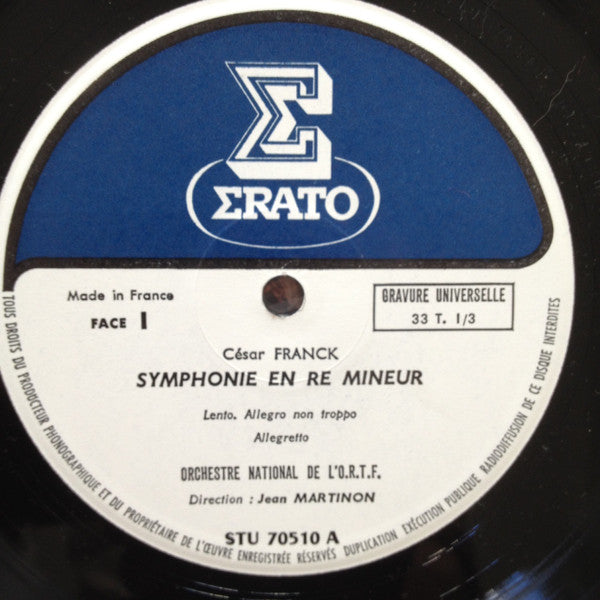 ΣRATO
Made in France
FACE 1
GRAVURE UNIVERSELLE
33 T. 1/3
César FRANCK
SYMPHONIE EN RE MINEUR
Lento. Allegro non troppo
Allegretto
ORCHESTRE NATIONAL DE L'O.R.T.F.
Direction : Jean MARTINON
STU 70510 A
TOUS DROITS DU PRODUCTEUR PHONOGRAPHIQUE ET DU PROPRIÉTAIRE DE L'ŒUVRE ENREGISTRÉE RÉSERVÉS DUPLICATION EXÉCUTION PUBLIQUE RADIODIFFUSION DE CE DISQUE INTERDITES